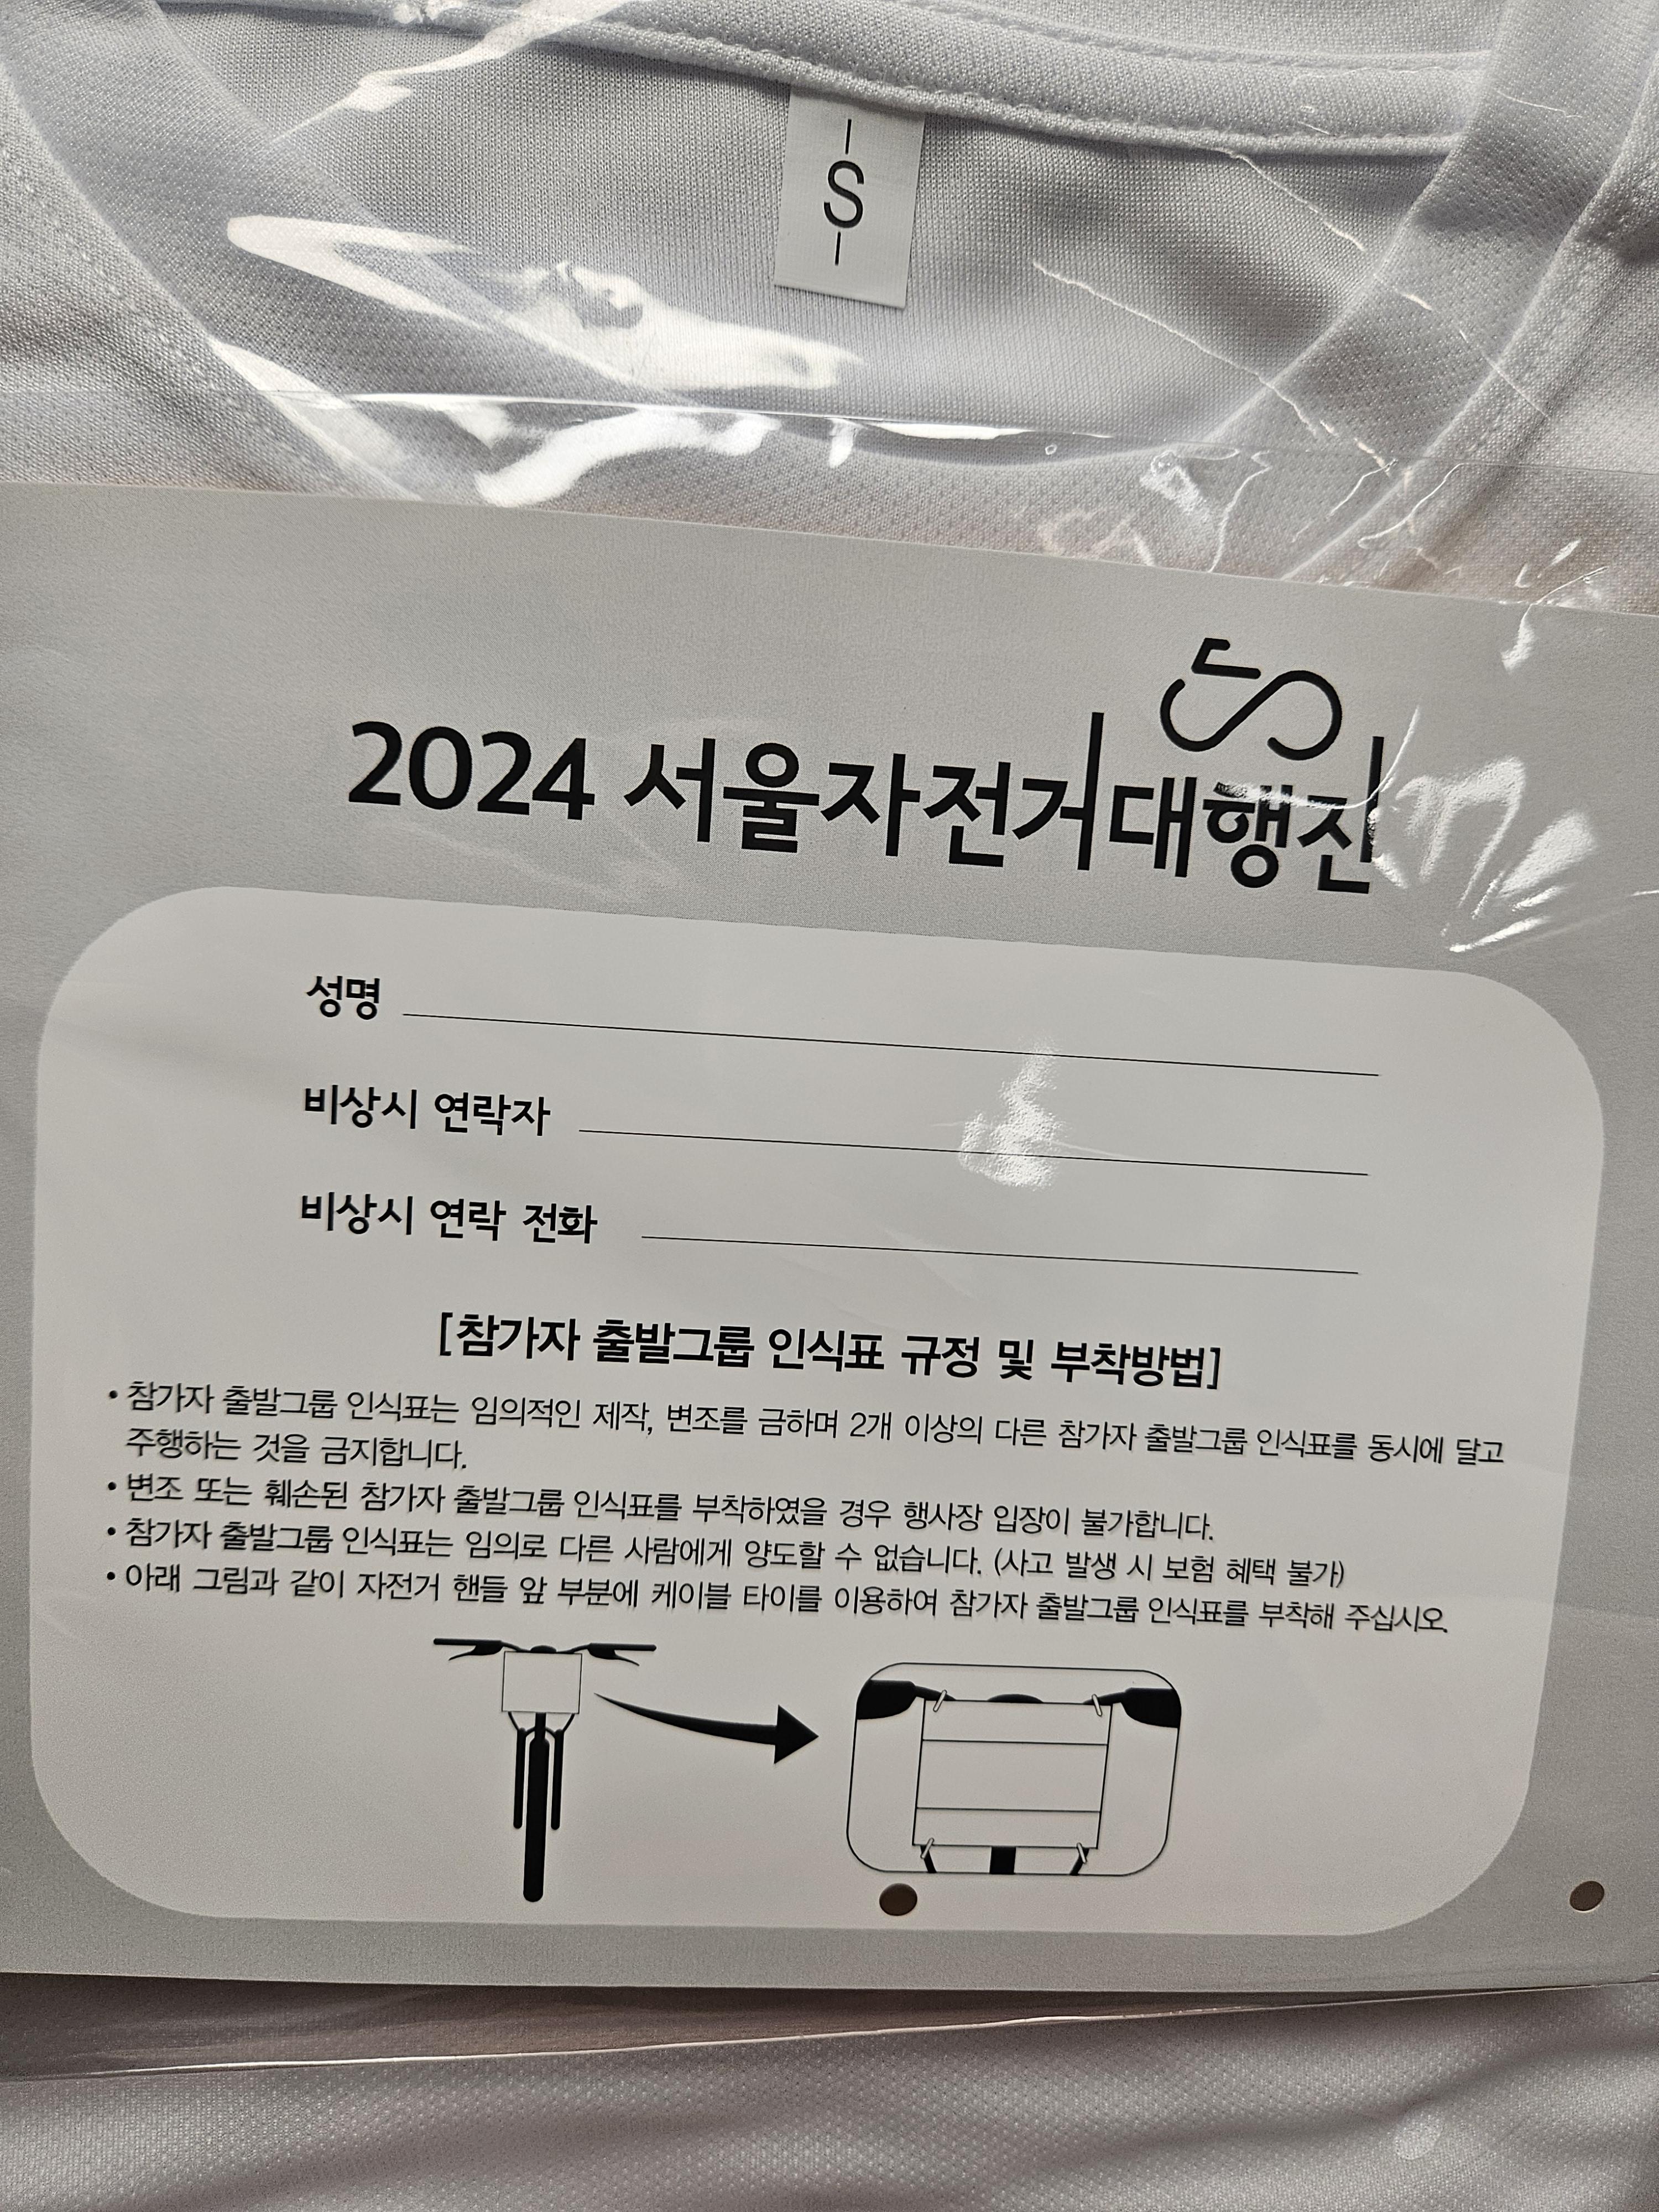 S
2024 서울자전거대행진
성명
비상시 연락자
비상시 연락 전화
[참가자 출발그룹 인식표 규정 및 부착방법]
• 참가자 출발그룹 인식표는 임의적인 제작, 변조를 금하며 2개 이상의 다른 참가자 출발그룹 인식표를 동시에 달고
주행하는 것을 금지합니다.
• 변조 또는 훼손된 참가자 출발그룹 인식표를 부착하였을 경우 행사장 입장이 불가합니다.
• 참가자 출발그룹 인식표는 임의로 다른 사람에게 양도할 수 없습니다. (사고 발생 시 보험 혜택 불가)
• 아래 그림과 같이 자전거 핸들 앞 부분에 케이블 타이를 이용하여 참가자 출발그룹 인식표를 부착해 주십시오.